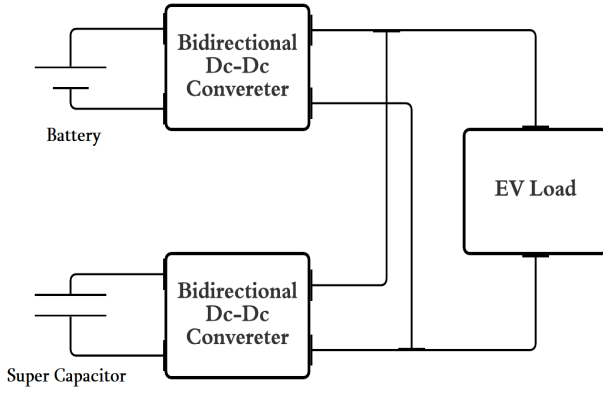 Bidirectional
Dc-Dc
Convereter
Battery
EV Load
Bidirectional
Dc-Dc
Convereter
Super Capacitor